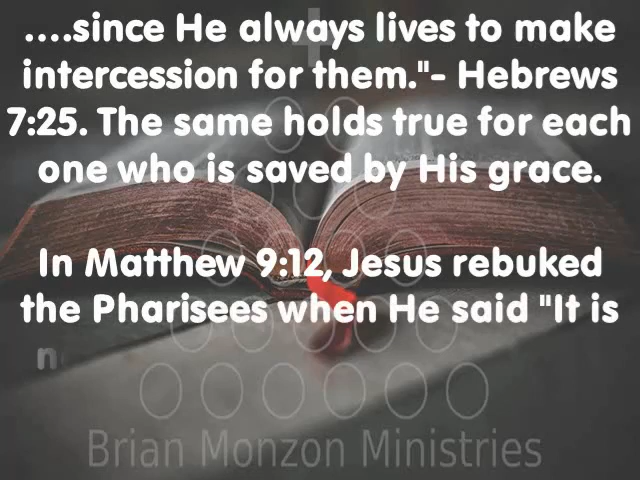 ....since He always lives to make
intercession for them."- Hebrews
7:25. The same holds true for each
one who is saved by His grace.
In Matthew 9:12, Jesus rebuked
the Pharisees when He said "It is
n
Brian Monzon Ministries